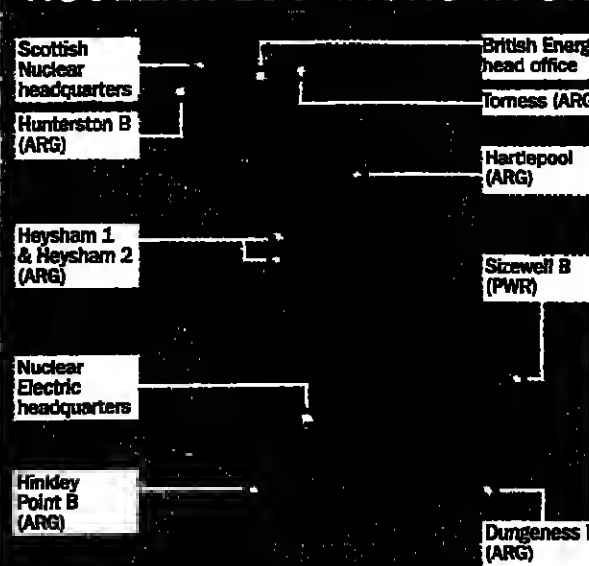 Scottish
Nuclear
headquarters
Hunterston B
(ARG)
Heysham 1
& Heysham 2
(ARG)
Nuclear
Electric
headquarters
Hinkley
Point B
(ARG)
British Energ
head office
Torness (ARG
Hartlepool
(ARG)
Sizewell B
(PWR)
Dungeness
(ARG)